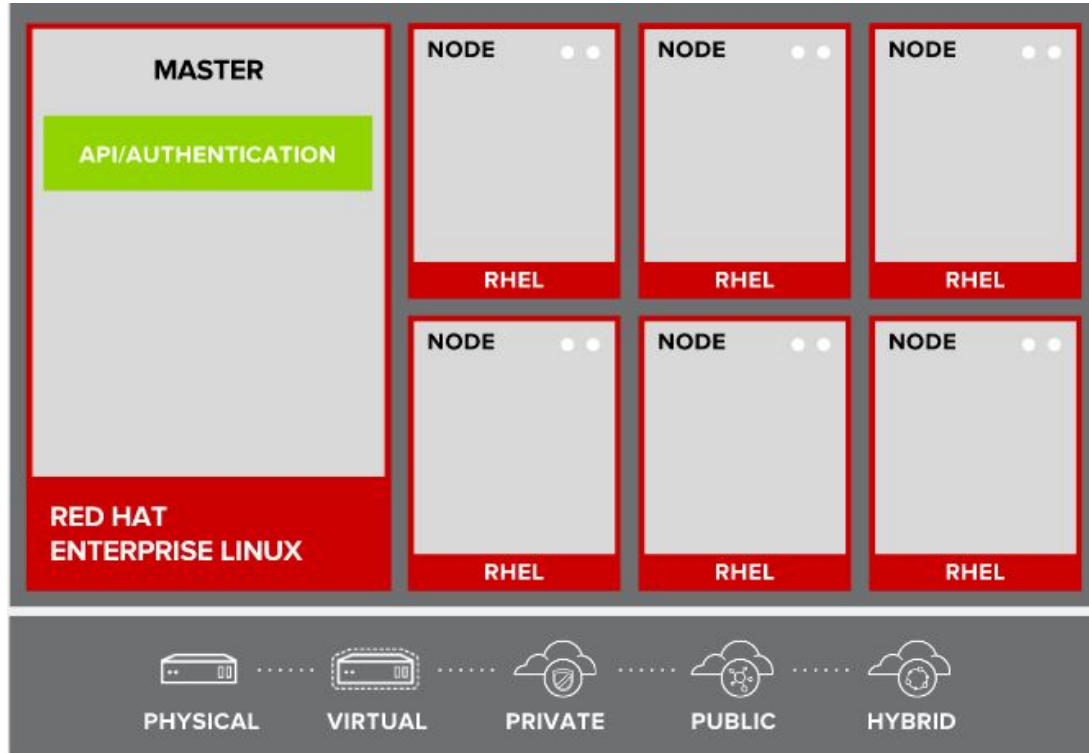 MASTER
API/AUTHENTICATION
RED HAT
ENTERPRISE LINUX
NODE
RHEL
NODE
RHEL
NODE
RHEL
NODE
RHEL
NODE
RHEL
NODE
RHEL
PHYSICAL
VIRTUAL
PRIVATE
PUBLIC
HYBRID